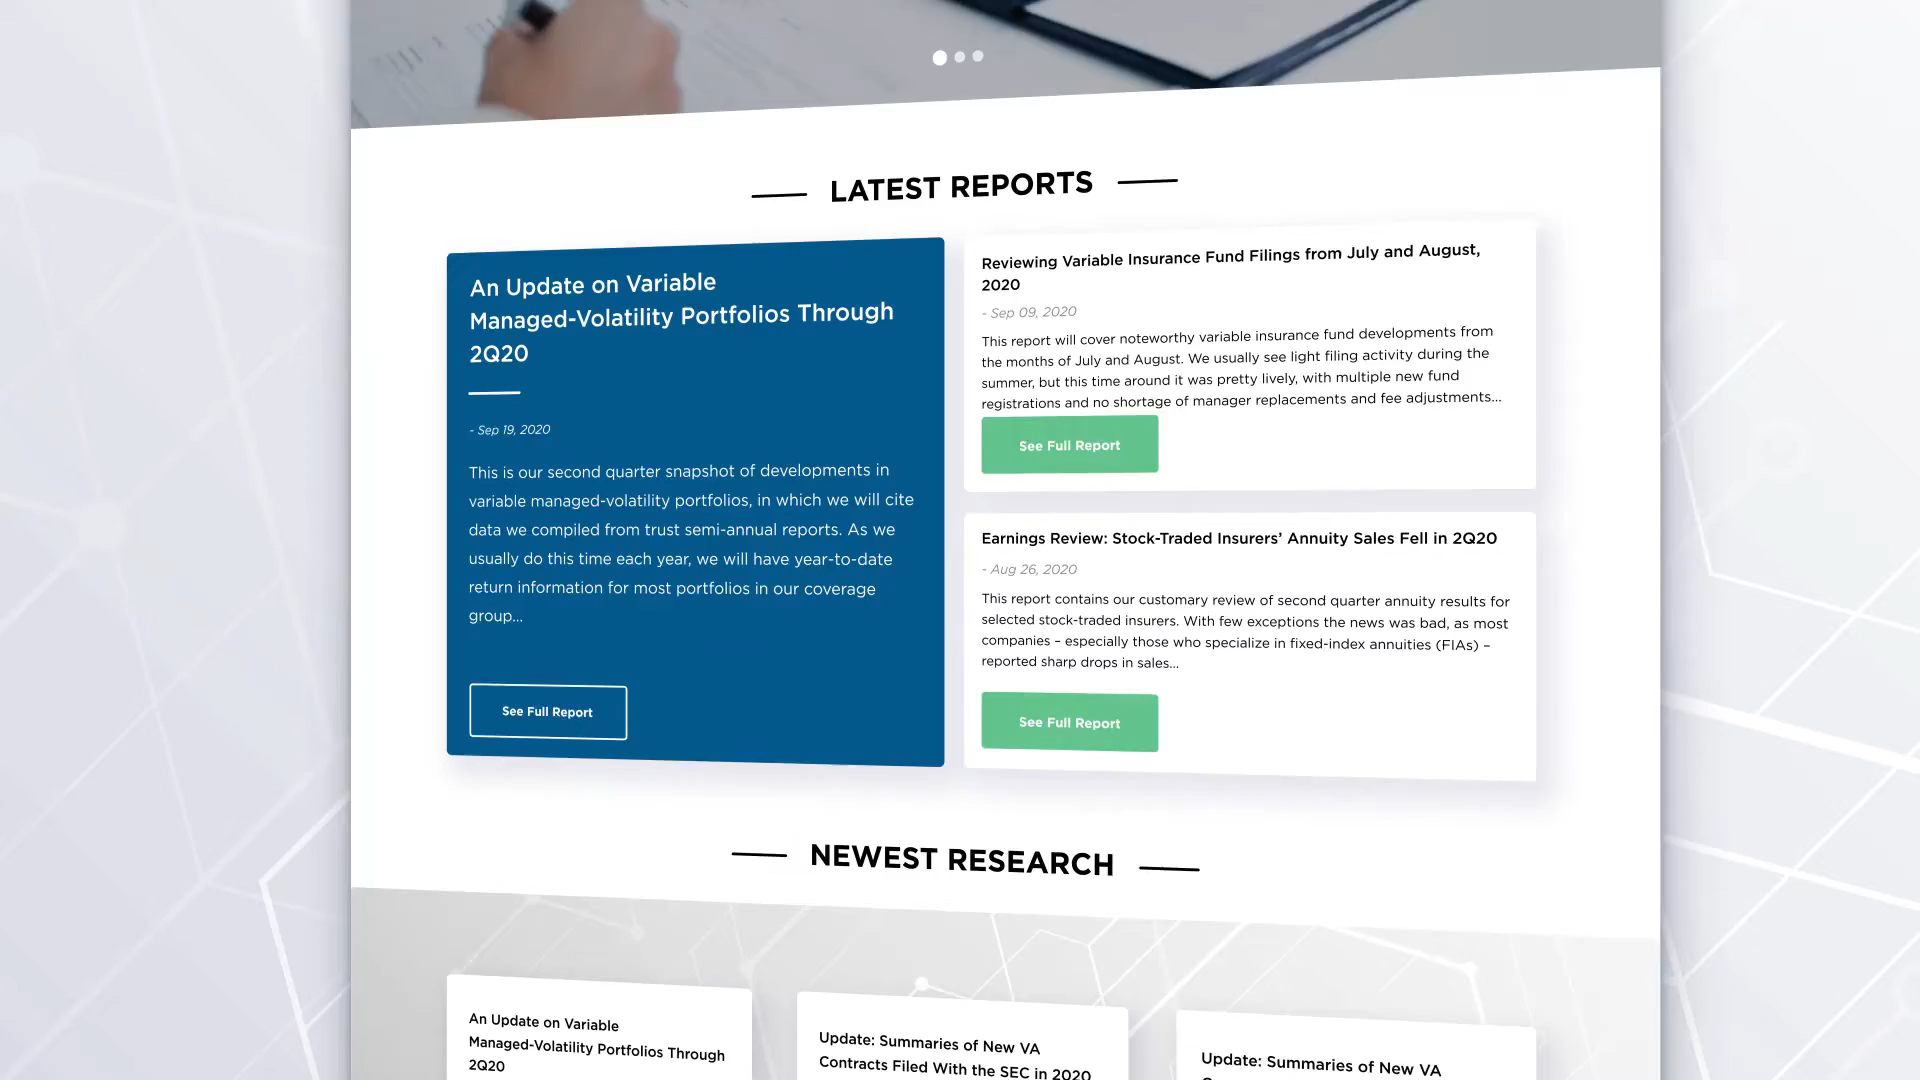 LATEST REPORTS
An Update on Variable
Managed-Volatility Portfolios Through
2Q20
- Sep 19, 2020
This is our second quarter snapshot of developments in
variable managed-volatility portfolios, in which we will cite
data we compiled from trust semi-annual reports. As we
usually do this time each year, we will have year-to-date
return information for most portfolios in our coverage
group...
See Full Report
Reviewing Variable Insurance Fund Filings from July and August,
2020
- Sep 09, 2020
This report will cover noteworthy variable insurance fund developments from
the months of July and August. We usually see light filing activity during the
summer, but this time around it was pretty lively, with multiple new fund
registrations and no shortage of manager replacements and fee adjustments...
See Full Report
Earnings Review: Stock-Traded Insurers’ Annuity Sales Fell in 2Q20
- Aug 26, 2020
This report contains our customary review of second quarter annuity results for
selected stock-traded insurers. With few exceptions the news was bad, as most
companies – especially those who specialize in fixed-index annuities (FIAs) –
reported sharp drops in sales...
See Full Report
NEWEST RESEARCH
An Update on Variable
Managed-Volatility Portfolios Through
2Q20
Update: Summaries of New VA
Contracts Filed With the SEC in 2020
Update: Summaries of New VA